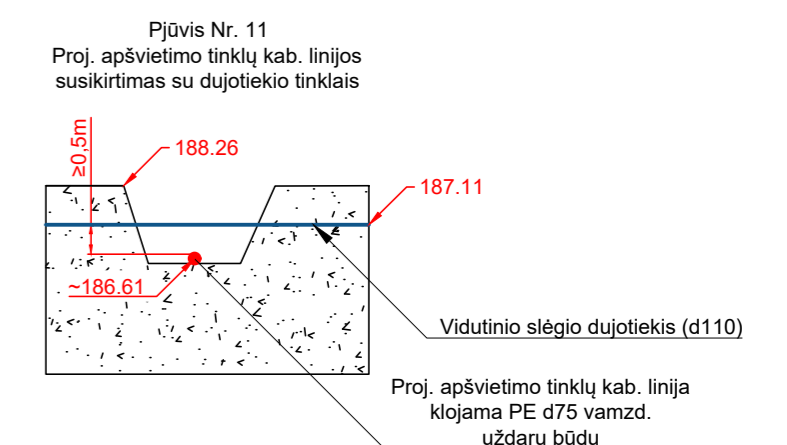 Pjūvis Nr. 11
Proj. apšvietimo tinklų kab. linijos
susikirtimas su dujotiekio tinklais
≥0,5m
188.26
187.11
~186.61
Vidutinio slėgio dujotiekis (d110)
Proj. apšvietimo tinklų kab. linija
klojama PE d75 vamzd.
uždaru būdu